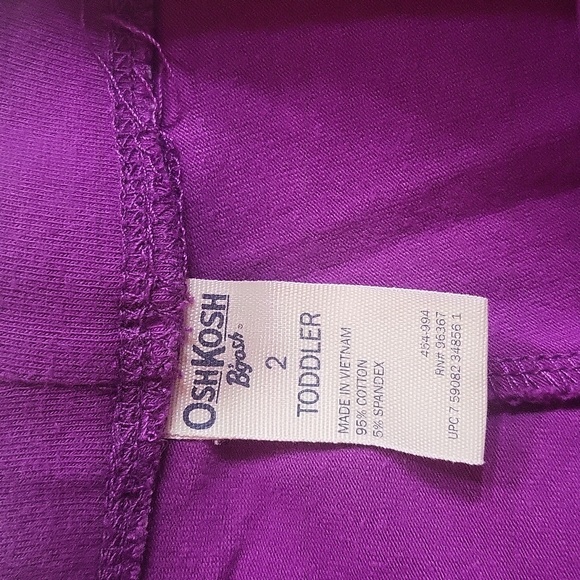 OSHKOSH
B'gosh
2
TODDLER
MADE IN VIETNAM
95% COTTON
5% SPANDEX
454-994
RN# 96367
UPC 7 59082 34856 1